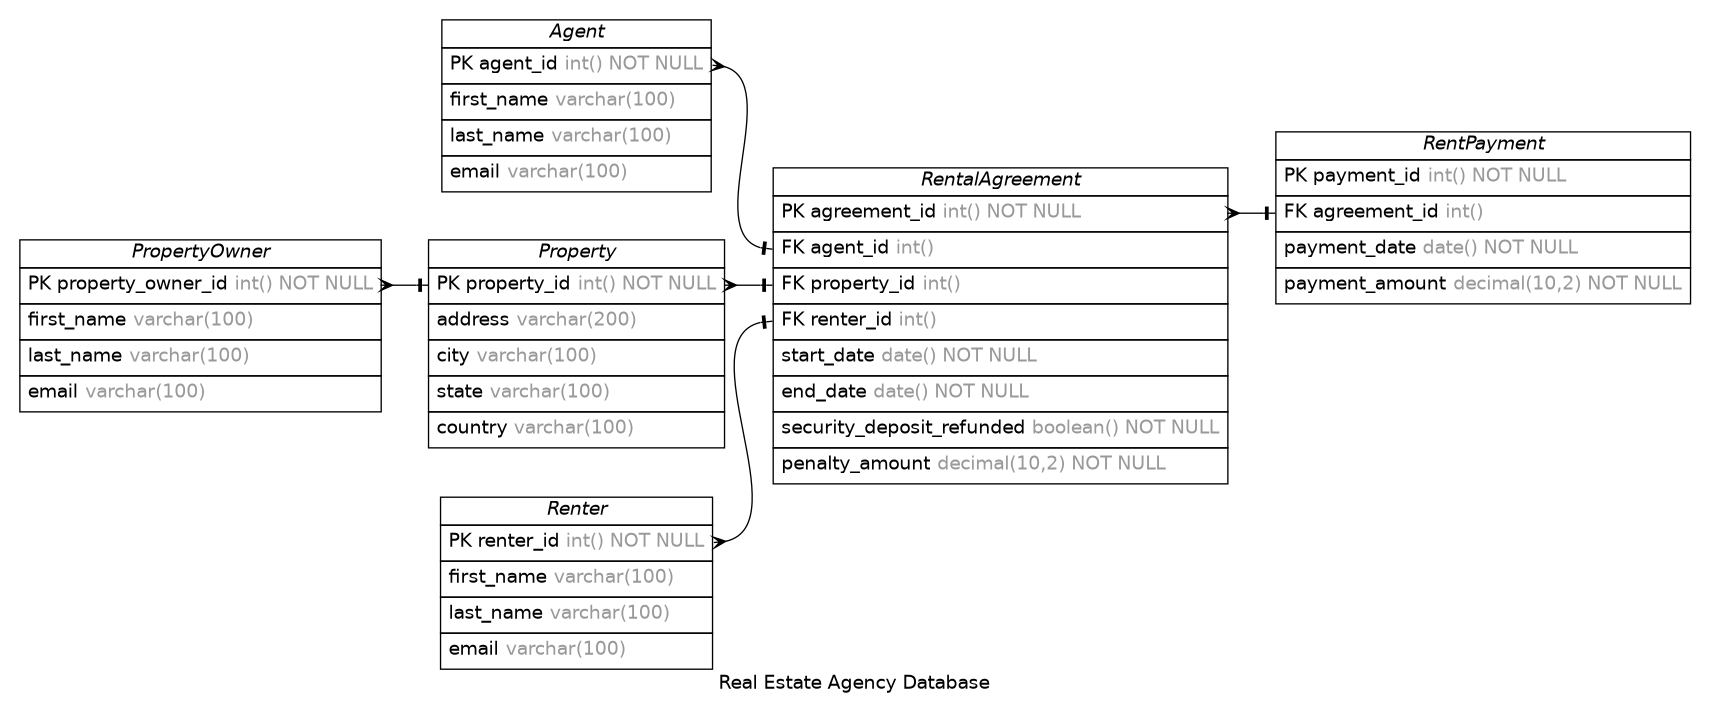 Agent
PK agent_id int() NOT NULL
first_name varchar(100)
last_name varchar(100)
email varchar(100)
PropertyOwner
PK property_owner_id int() NOT NULL
first_name varchar(100)
last_name varchar(100)
email varchar(100)
Property
PK property_id int() NOT NULL
address varchar(200)
city varchar(100)
state varchar(100)
country varchar(100)
Renter
PK renter_id int() NOT NULL
first_name varchar(100)
last_name varchar(100)
email varchar(100)
RentalAgreement
PK agreement_id int() NOT NULL
FK agent_id int()
FK property_id int()
FK renter_id int()
start_date date() NOT NULL
end_date date() NOT NULL
security_deposit_refunded boolean() NOT NULL
penalty_amount decimal(10,2) NOT NULL
RentPayment
PK payment_id int() NOT NULL
FK agreement_id int()
payment_date date() NOT NULL
payment_amount decimal(10,2) NOT NULL
Real Estate Agency Database